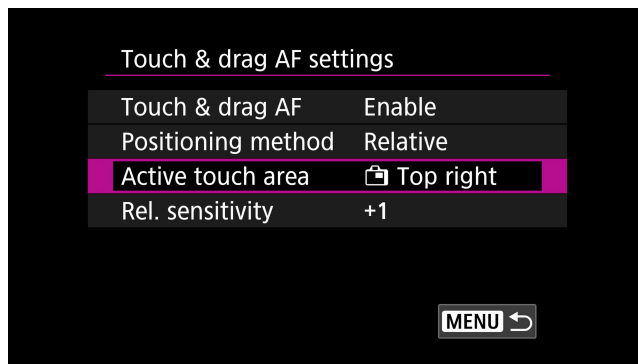 Touch & drag AF settings
Touch & drag AF Enable
Positioning method Relative
Active touch area Top right
Rel. sensitivity +1
MENU